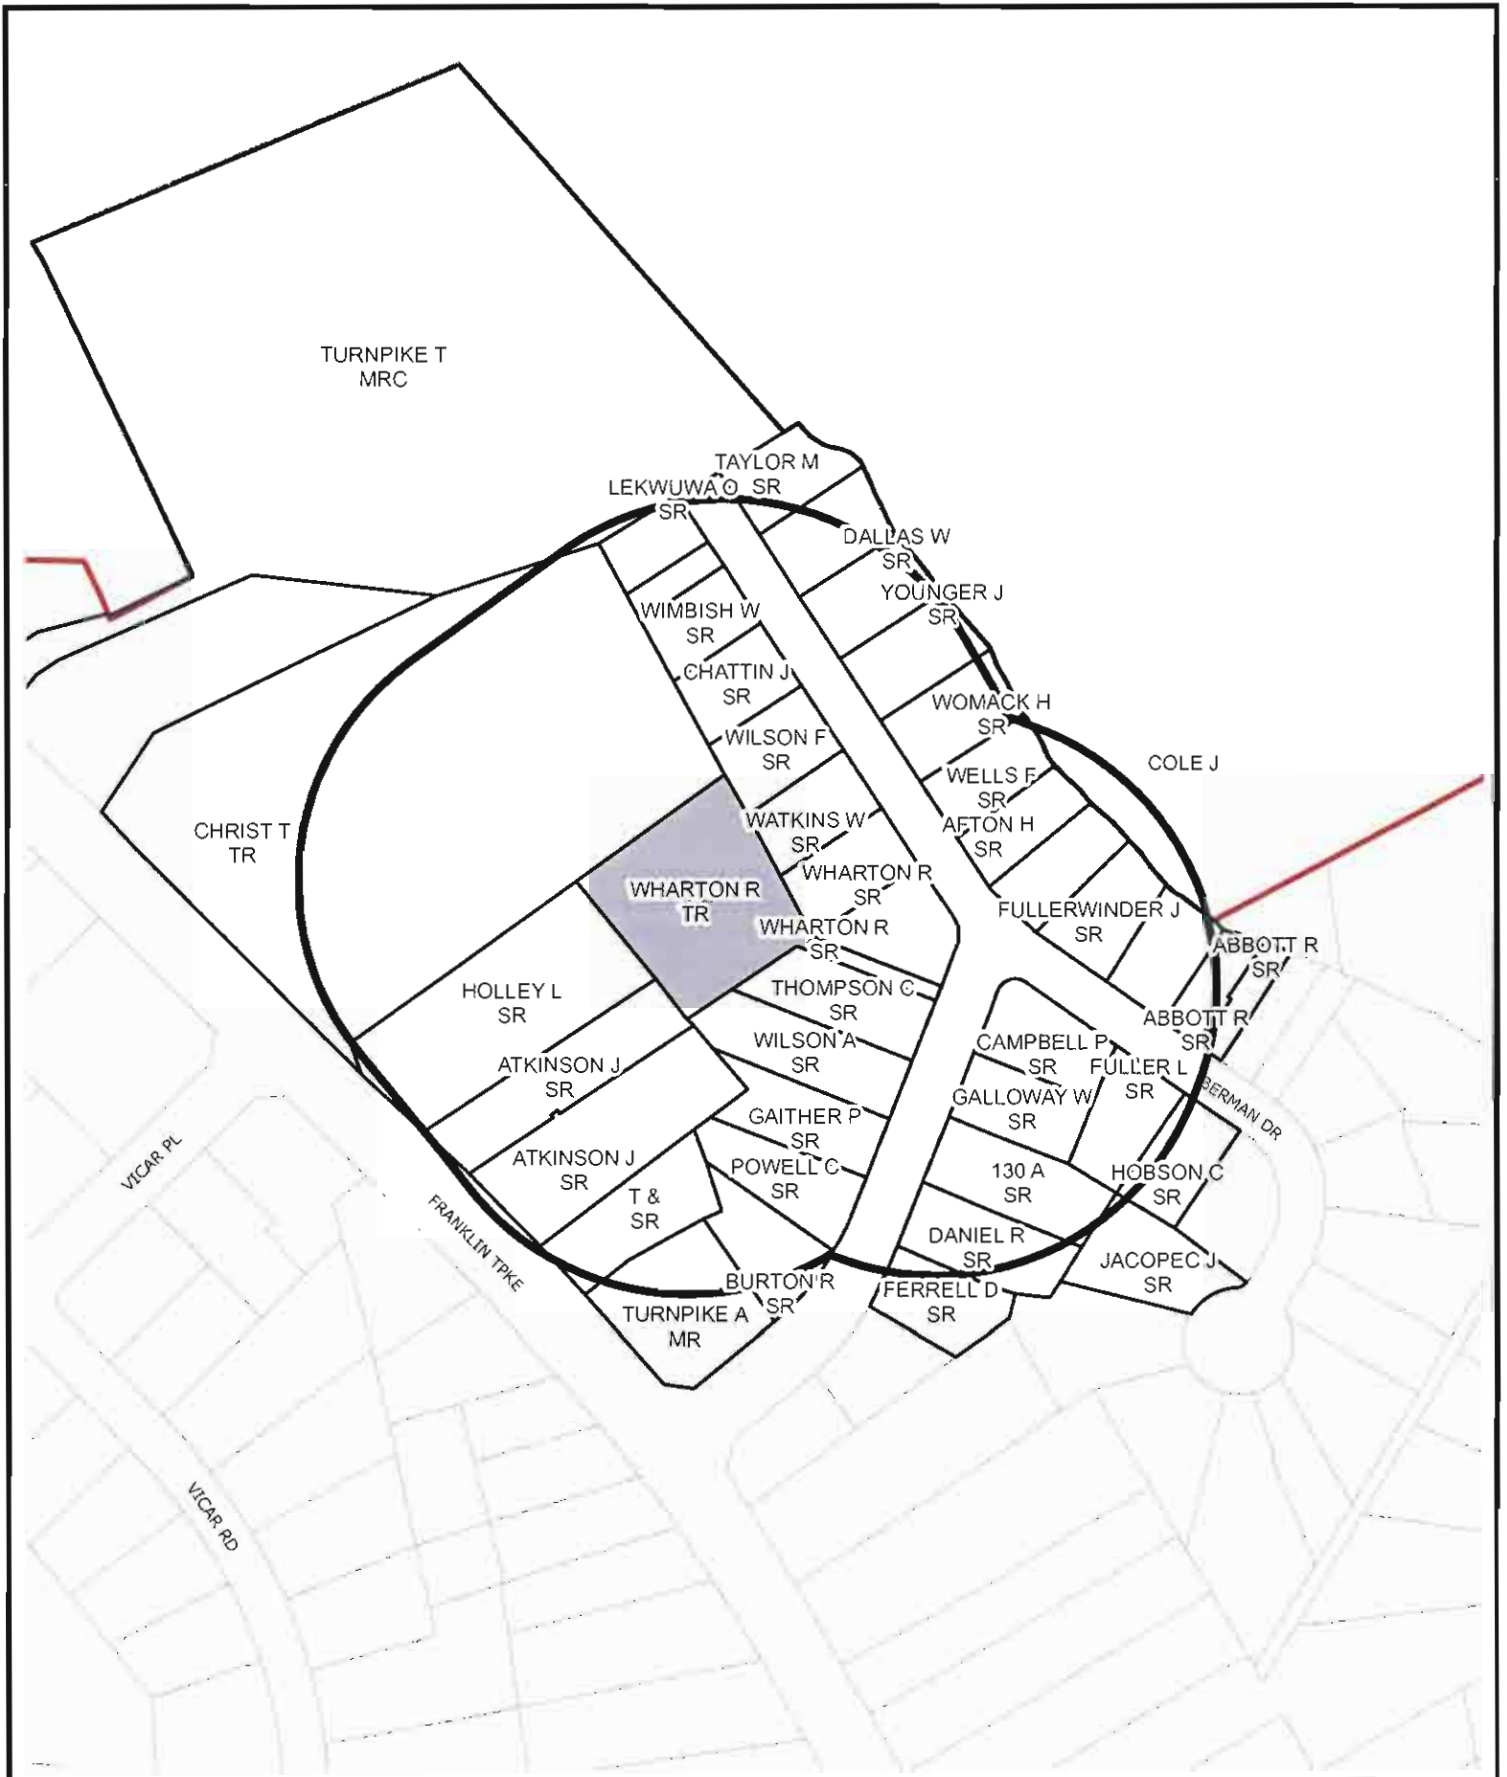 TURNPIKE T
MRC
TAYLOR M
SR
LEKWUWA O
SR
DALLAS W
SR
YOUNGER J
SR
WIMBISH W
SR
CHATTIN J
SR
WOMACK H
SR
WILSON F
SR
COLE J
WELLS F
SR
WATKINS W
SR
AFTON H
SR
CHRIST T
TR
WHARTON R
SR
WHARTON R
TR
FULLERWINDER J
SR
WHARTON R
SR
ABBOTT R
SR
HOLLEY L
SR
THOMPSON C
SR
ABBOTT R
SR
WILSON A
SR
CAMPBELL P
SR
ATKINSON J
SR
FULLER L
SR
GALLOWAY W
SR
BERMAN DR
GAITHER P
SR
VICAR PL
ATKINSON J
SR
POWELL C
SR
130 A
SR
HOBSON C
SR
T &
SR
FRANKLIN TPKE
DANIEL R
SR
JACOPEC J
SR
BURTON R
SR
FERRELL D
SR
TURNPIKE A
MR
VICAR RD